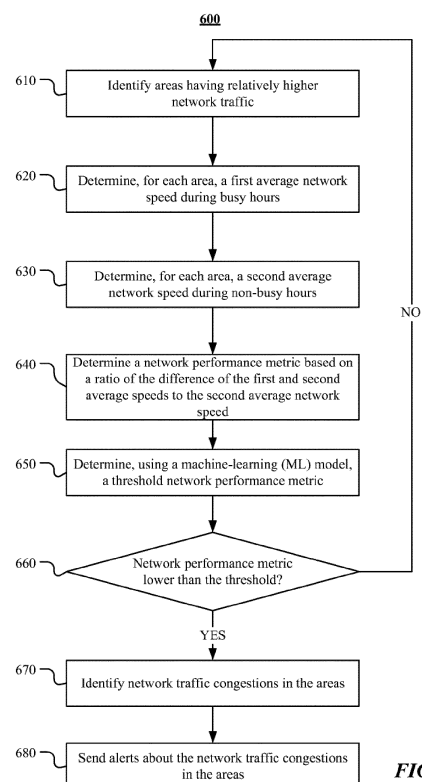 600
610
Identify areas having relatively higher
network traffic
620
Determine, for each area, a first average network
speed during busy hours
630
Determine, for each area, a second average
network speed during non-busy hours
NO
640
Determine a network performance metric based on
a ratio of the difference of the first and second
average speeds to the second average network
speed
650
Determine, using a machine-learning (ML) model,
a threshold network performance metric
660
Network performance metric
lower than the threshold?
YES
670
Identify network traffic congestions in the areas
680
Send alerts about the network traffic congestions
in the areas